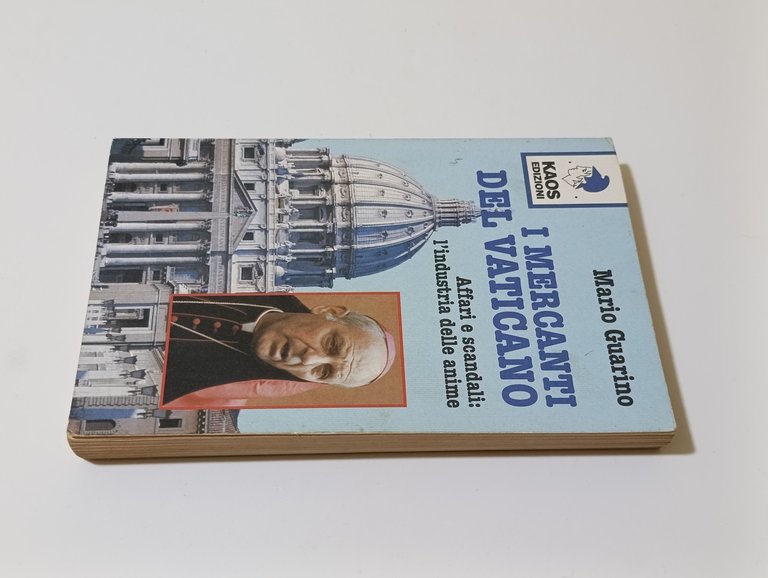 Mario Guarino
KAOS
EDIZIONI
I MERCANTI
DEL VATICANO
Affari e scandali:
l'industria delle anime